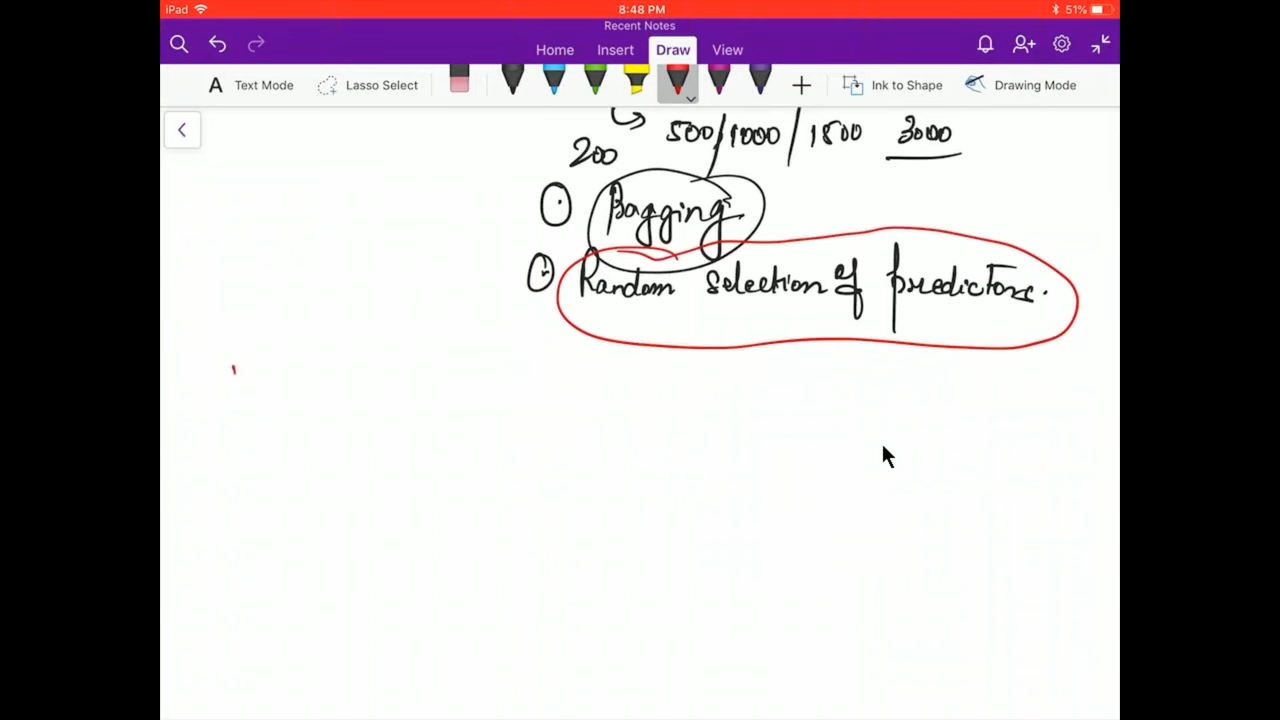 iPad 8:48 PM 51%
Recent Notes
Home Insert Draw View
A Text Mode Lasso Select + Ink to Shape Drawing Mode
500/1000/1500 3000
200
Bagging
Random selection of predictors.